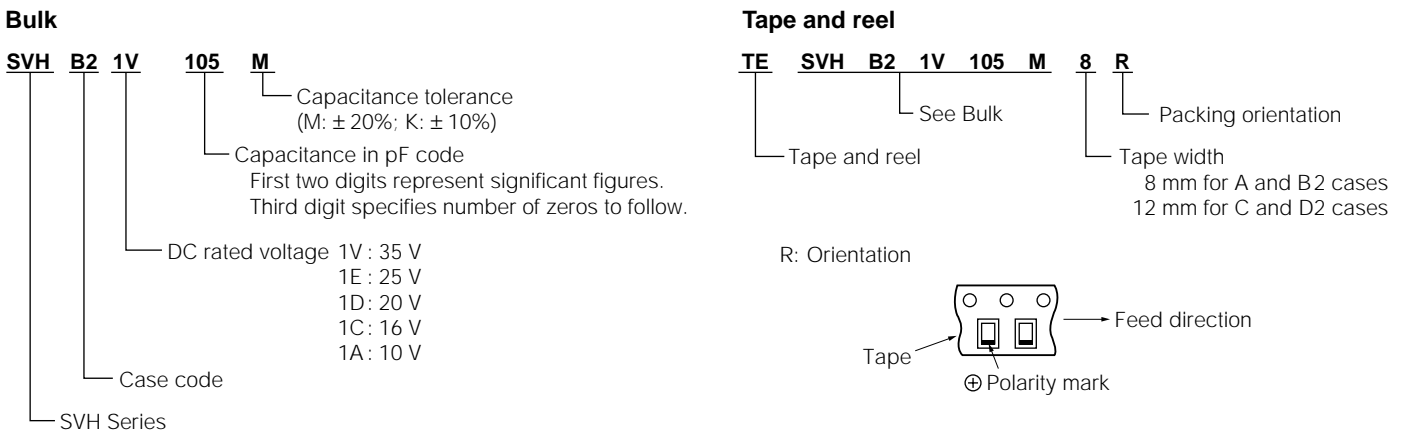 Bulk
SVH B2 1V 105 M
Capacitance tolerance
(M: ± 20%; K: ± 10%)
Capacitance in pF code
First two digits represent significant figures.
Third digit specifies number of zeros to follow.
DC rated voltage 1V : 35 V
1E : 25 V
1D : 20 V
1C : 16 V
1A : 10 V
Case code
SVH Series
Tape and reel
TE SVH B2 1V 105 M 8 R
See Bulk
Packing orientation
Tape and reel
Tape width
8 mm for A and B2 cases
12 mm for C and D2 cases
R: Orientation
Feed direction
Tape
⊕ Polarity mark